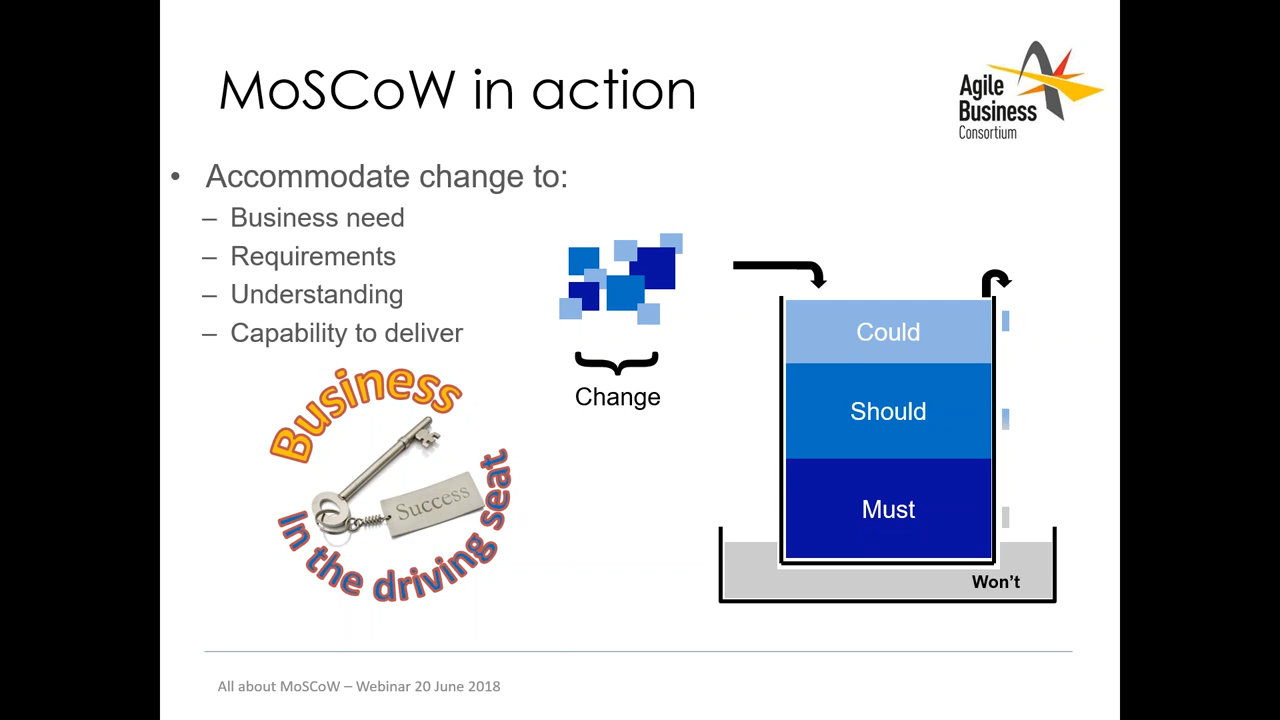 MoSCoW in action
Agile
Business
Consortium
• Accommodate change to:
– Business need
– Requirements
– Understanding
– Capability to deliver
Change
Could
Should
Must
Won't
Business
Success
In the driving seat
All about MoSCoW – Webinar 20 June 2018